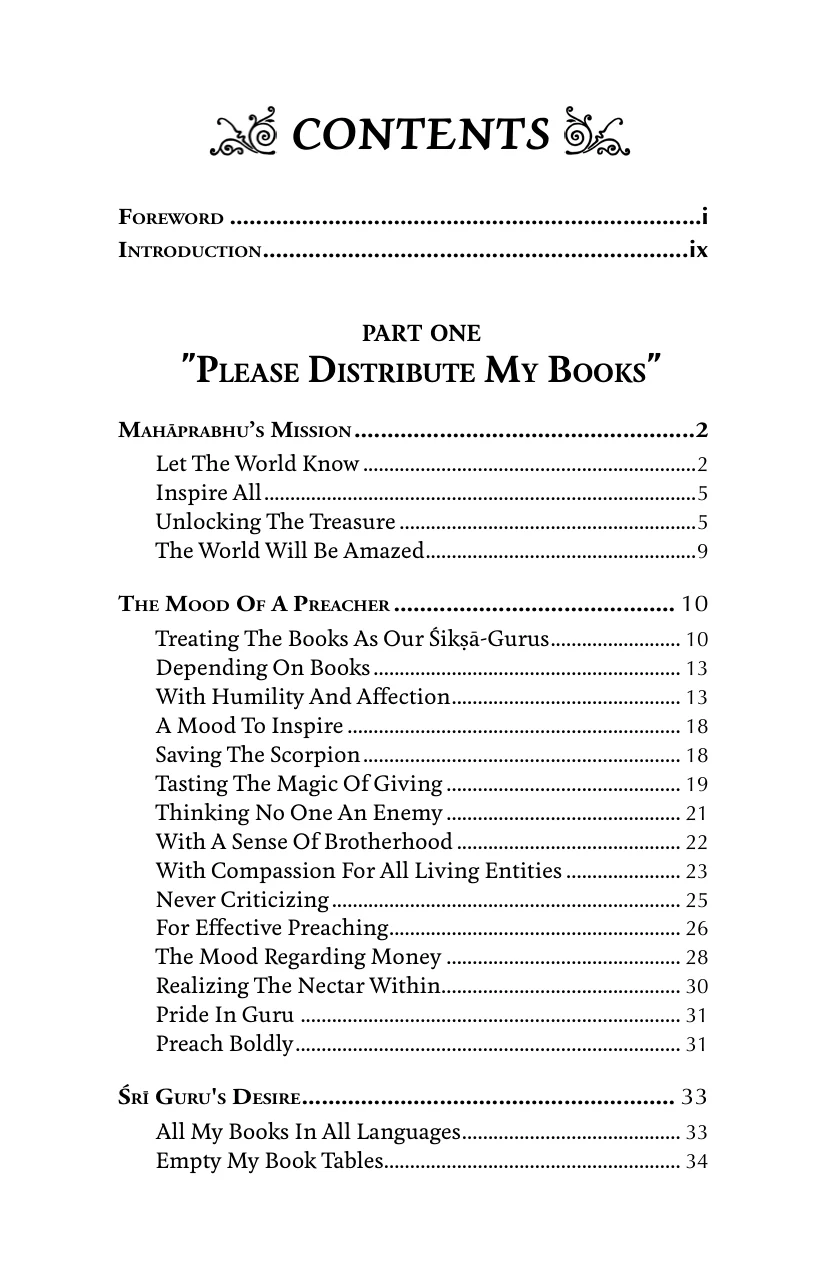 CONTENTS
Foreword ........................................................................i
Introduction.................................................................ix
PART ONE
"Please Distribute My Books"
Mahāprabhu's Mission....................................................2
Let The World Know ......................................................................2
Inspire All.........................................................................................5
Unlocking The Treasure ...............................................................5
The World Will Be Amazed..........................................................9
The Mood Of A Preacher ........................................... 10
Treating The Books As Our Śikṣā-Gurus........................... 10
Depending On Books ................................................................ 13
With Humility And Affection................................................ 13
A Mood To Inspire ..................................................................... 18
Saving The Scorpion .................................................................. 18
Tasting The Magic Of Giving ................................................. 19
Thinking No One An Enemy ................................................. 21
With A Sense Of Brotherhood ............................................... 22
With Compassion For All Living Entities ........................ 23
Never Criticizing ........................................................................ 25
For Effective Preaching............................................................. 26
The Mood Regarding Money ................................................. 28
Realizing The Nectar Within.................................................. 30
Pride In Guru ............................................................................... 31
Preach Boldly................................................................................ 31
Śrī Guru's Desire......................................................... 33
All My Books In All Languages.............................................. 33
Empty My Book Tables.............................................................. 34